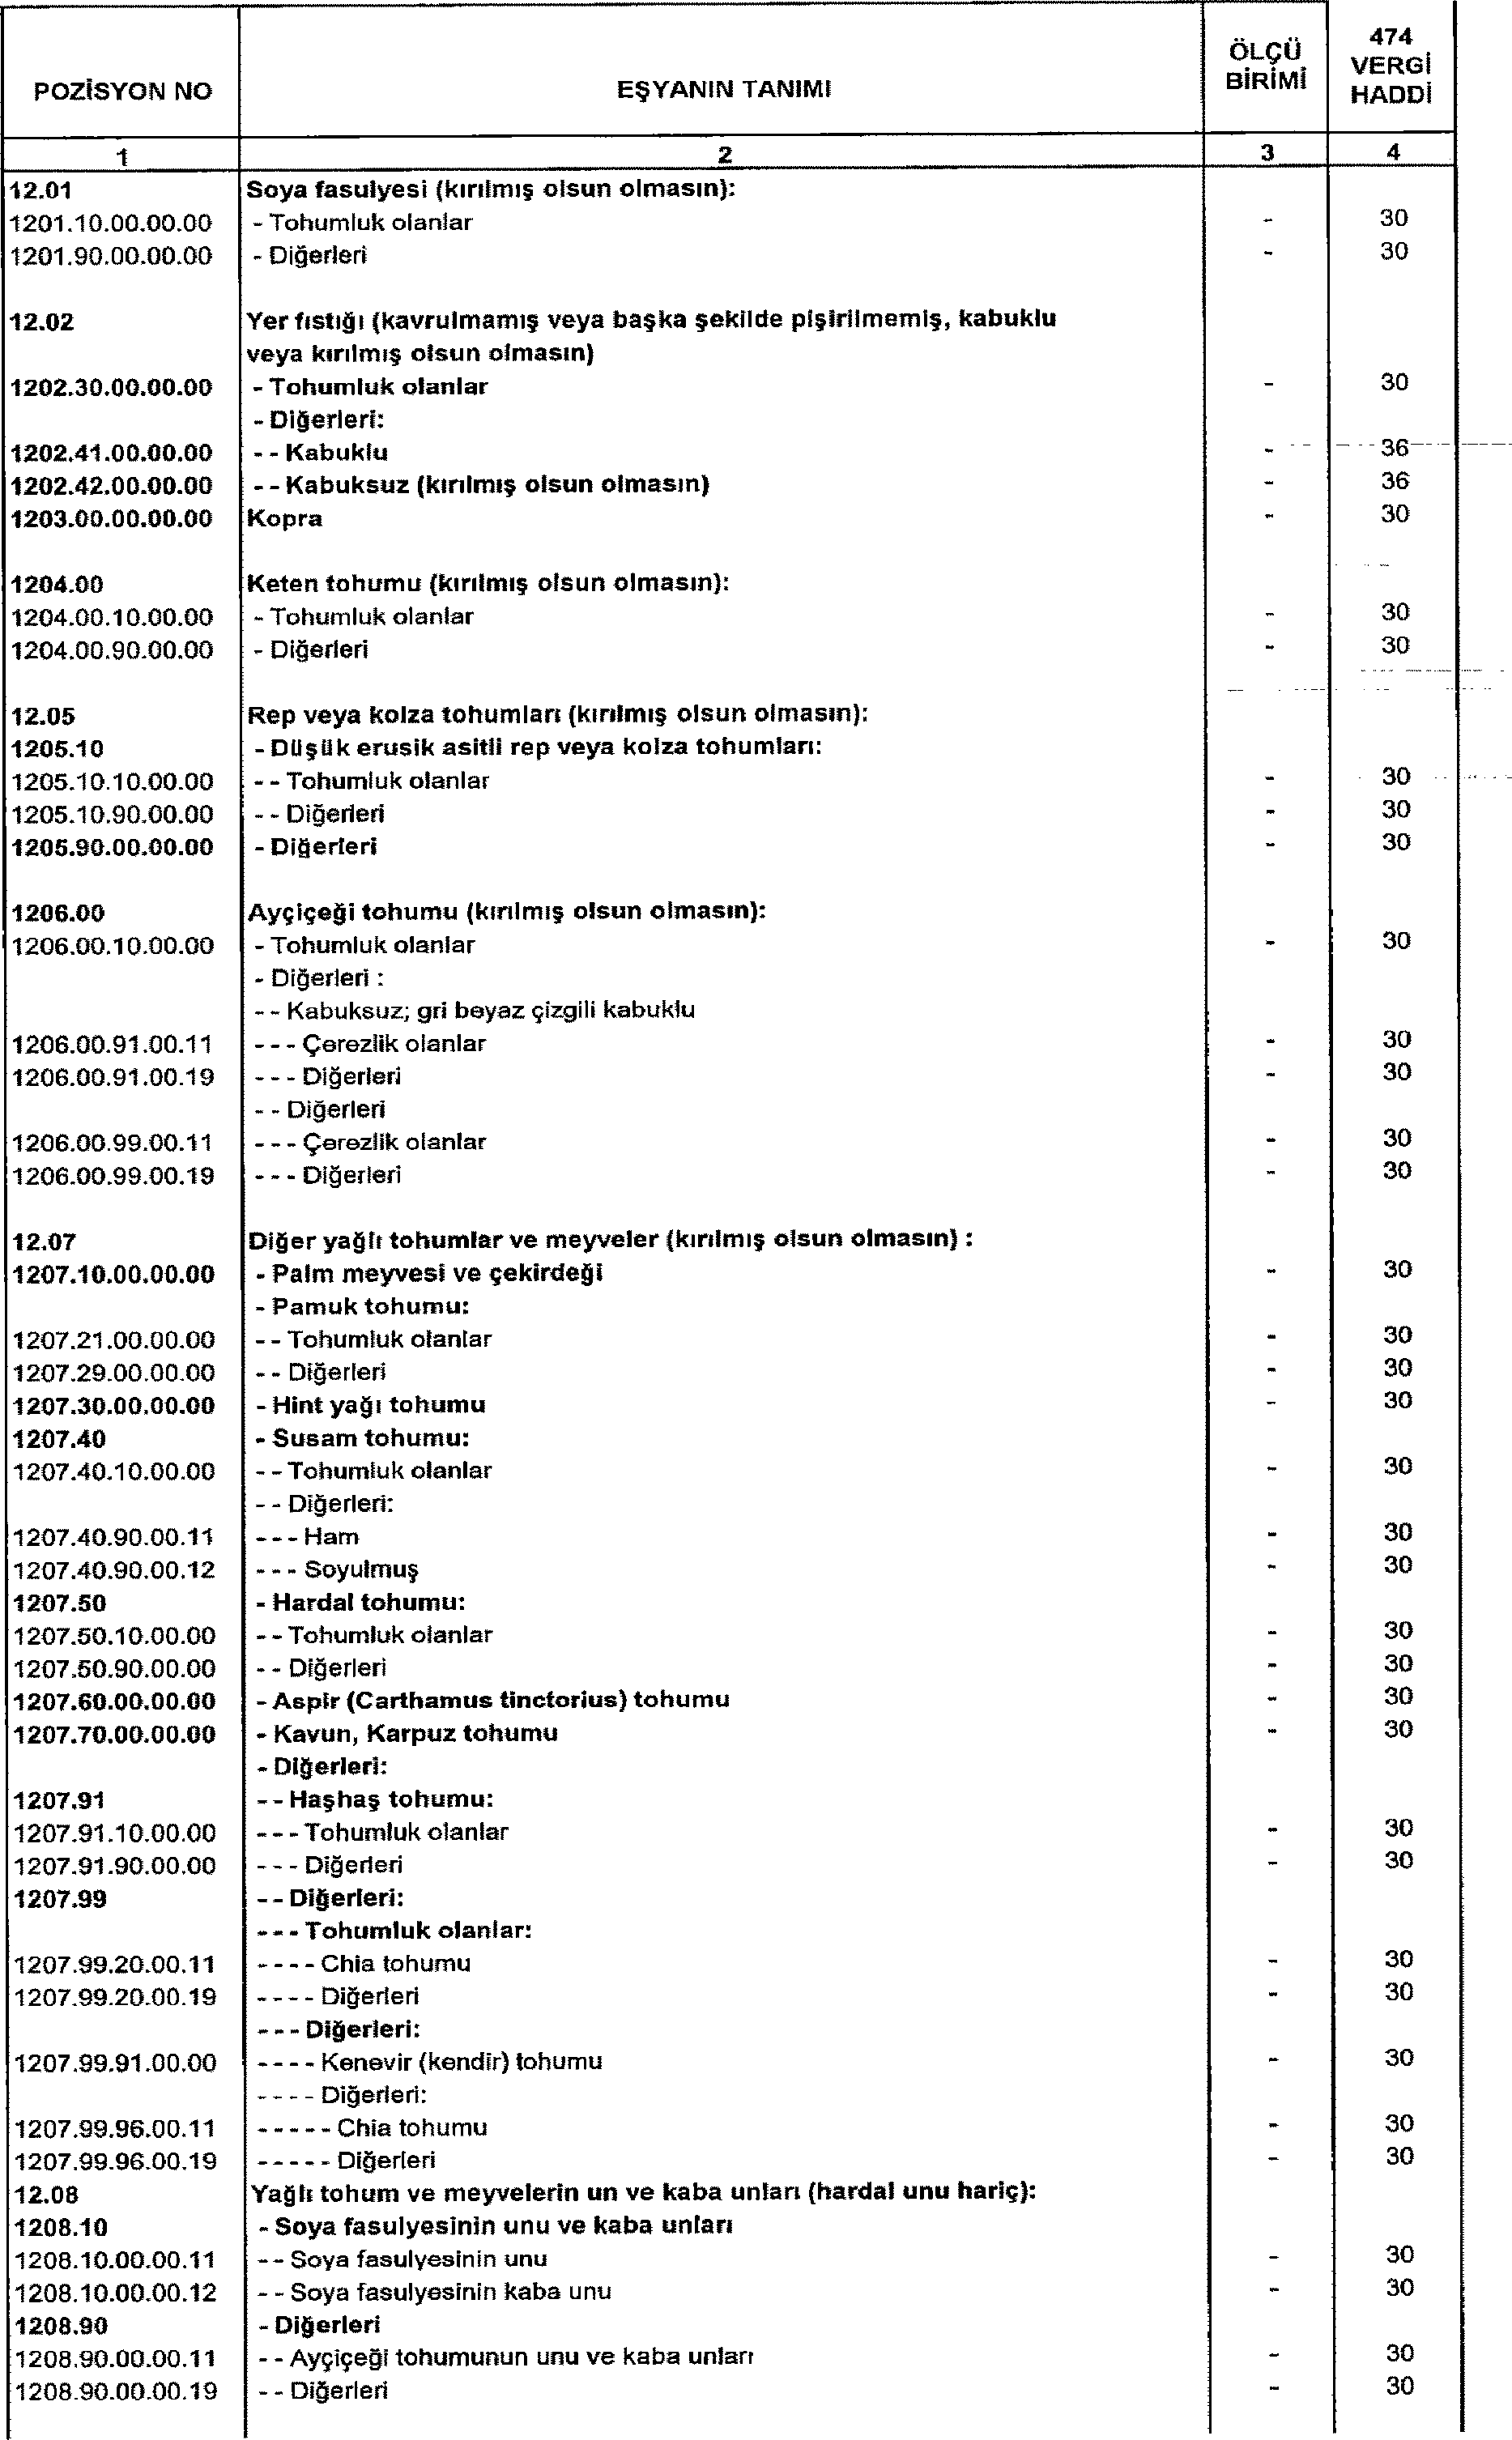 POZİSYON NO EŞYANIN TANIMI ÖLÇÜ BİRİMİ 474 VERGİ HADDİ
1 2 3 4
12.01 Soya fasulyesi (kırılmış olsun olmasın):
1201.10.00.00.00 - Tohumluk olanlar - 30
1201.90.00.00.00 - Diğerleri - 30
12.02 Yer fıstığı (kavrulmamış veya başka şekilde pişirilmemiş, kabuklu
veya kırılmış olsun olmasın)
1202.30.00.00.00 - Tohumluk olanlar - 30
- Diğerleri:
1202.41.00.00.00 - - Kabuklu - 36
1202.42.00.00.00 - - Kabuksuz (kırılmış olsun olmasın) - 36
1203.00.00.00.00 Kopra - 30
1204.00 Keten tohumu (kırılmış olsun olmasın):
1204.00.10.00.00 - Tohumluk olanlar - 30
1204.00.90.00.00 - Diğerleri - 30
12.05 Rep veya kolza tohumları (kırılmış olsun olmasın):
1205.10 - Düşük erusik asitli rep veya kolza tohumları:
1205.10.10.00.00 - - Tohumluk olanlar - 30
1205.10.90.00.00 - - Diğerleri - 30
1205.90.00.00.00 - Diğerleri - 30
1206.00 Ayçiçeği tohumu (kırılmış olsun olmasın):
1206.00.10.00.00 - Tohumluk olanlar - 30
- Diğerleri :
- - Kabuksuz; gri beyaz çizgili kabuklu
1206.00.91.00.11 - - - Çerezlik olanlar - 30
1206.00.91.00.19 - - - Diğerleri - 30
- - Diğerleri
1206.00.99.00.11 - - - Çerezlik olanlar - 30
1206.00.99.00.19 - - - Diğerleri - 30
12.07 Diğer yağlı tohumlar ve meyveler (kırılmış olsun olmasın) :
1207.10.00.00.00 - Palm meyvesi ve çekirdeği - 30
- Pamuk tohumu:
1207.21.00.00.00 - - Tohumluk olanlar - 30
1207.29.00.00.00 - - Diğerleri - 30
1207.30.00.00.00 - Hint yağı tohumu - 30
1207.40 - Susam tohumu:
1207.40.10.00.00 - - Tohumluk olanlar - 30
- - Diğerleri:
1207.40.90.00.11 - - - Ham - 30
1207.40.90.00.12 - - - Soyulmuş - 30
1207.50 - Hardal tohumu:
1207.50.10.00.00 - - Tohumluk olanlar - 30
1207.50.90.00.00 - - Diğerleri - 30
1207.60.00.00.00 - Aspir (Carthamus tinctorius) tohumu - 30
1207.70.00.00.00 - Kavun, Karpuz tohumu - 30
- Diğerleri:
1207.91 - - Haşhaş tohumu:
1207.91.10.00.00 - - - Tohumluk olanlar - 30
1207.91.90.00.00 - - - Diğerleri - 30
1207.99 - - Diğerleri:
- - - Tohumluk olanlar:
1207.99.20.00.11 - - - - Chia tohumu - 30
1207.99.20.00.19 - - - - Diğerleri - 30
- - - Diğerleri:
1207.99.91.00.00 - - - - Kenevir (kendir) tohumu - 30
- - - - Diğerleri:
1207.99.96.00.11 - - - - - Chia tohumu - 30
1207.99.96.00.19 - - - - - Diğerleri - 30
12.08 Yağlı tohum ve meyvelerin un ve kaba unları (hardal unu hariç):
1208.10 - Soya fasulyesinin unu ve kaba unları
1208.10.00.00.11 - - Soya fasulyesinin unu - 30
1208.10.00.00.12 - - Soya fasulyesinin kaba unu - 30
1208.90 - Diğerleri
1208.90.00.00.11 - - Ayçiçeği tohumunun unu ve kaba unları - 30
1208.90.00.00.19 - - Diğerleri - 30